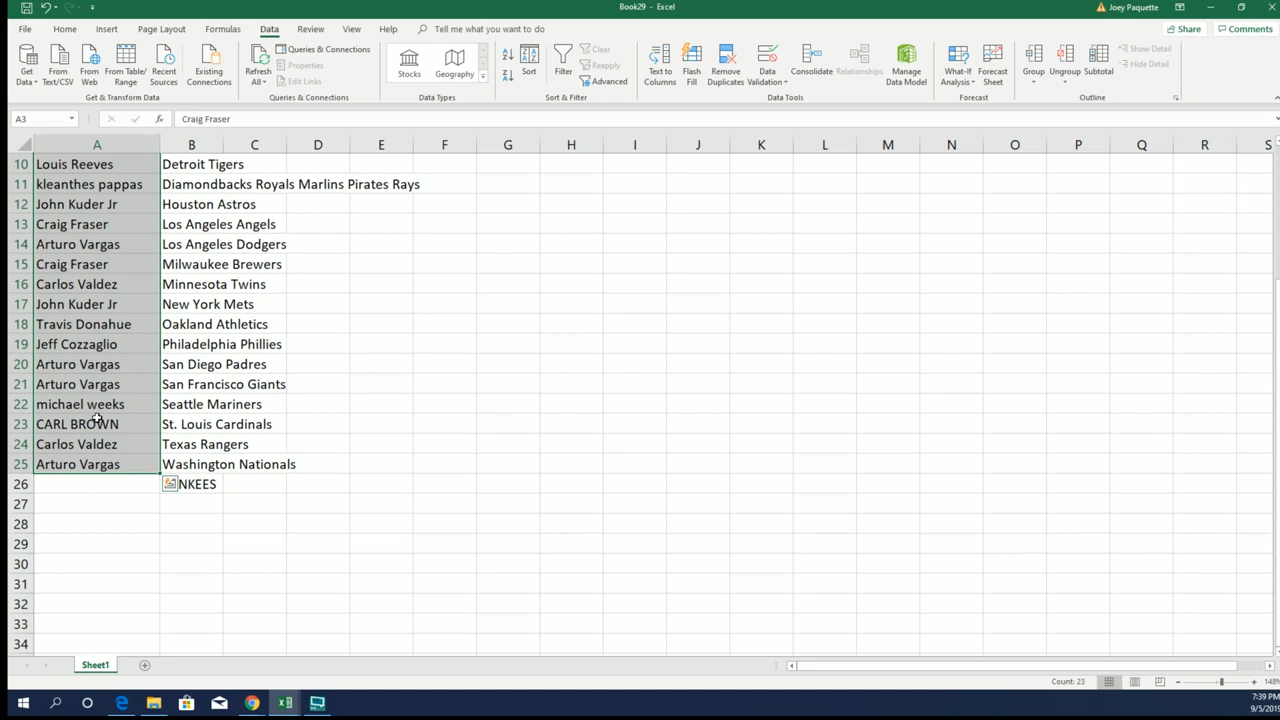 Book29 - Excel
Joey Paquette
File Home Insert Page Layout Formulas Data Review View Help Tell me what you want to do Share Comments
Get Data From Text/CSV From Web From Table/Range Recent Sources Existing Connections
Get & Transform Data
Refresh All Queries & Connections Properties Edit Links
Queries & Connections
Stocks Geography
Data Types
Sort Filter Clear Reapply Advanced
Sort & Filter
Text to Columns Flash Fill Remove Duplicates Data Validation Consolidate Relationships Manage Data Model
Data Tools
What-If Analysis Forecast Sheet
Forecast
Group Ungroup Subtotal Show Detail Hide Detail
Outline
A3 fx Craig Fraser
A B C D E F G H I J K L M N O P Q R S
10 Louis Reeves Detroit Tigers
11 kleanthes pappas Diamondbacks Royals Marlins Pirates Rays
12 John Kuder Jr Houston Astros
13 Craig Fraser Los Angeles Angels
14 Arturo Vargas Los Angeles Dodgers
15 Craig Fraser Milwaukee Brewers
16 Carlos Valdez Minnesota Twins
17 John Kuder Jr New York Mets
18 Travis Donahue Oakland Athletics
19 Jeff Cozzaglio Philadelphia Phillies
20 Arturo Vargas San Diego Padres
21 Arturo Vargas San Francisco Giants
22 michael weeks Seattle Mariners
23 CARL BROWN St. Louis Cardinals
24 Carlos Valdez Texas Rangers
25 Arturo Vargas Washington Nationals
26 NKEES
27
28
29
30
31
32
33
34
Sheet1
Count: 23 148%
7:39 PM
9/5/2019